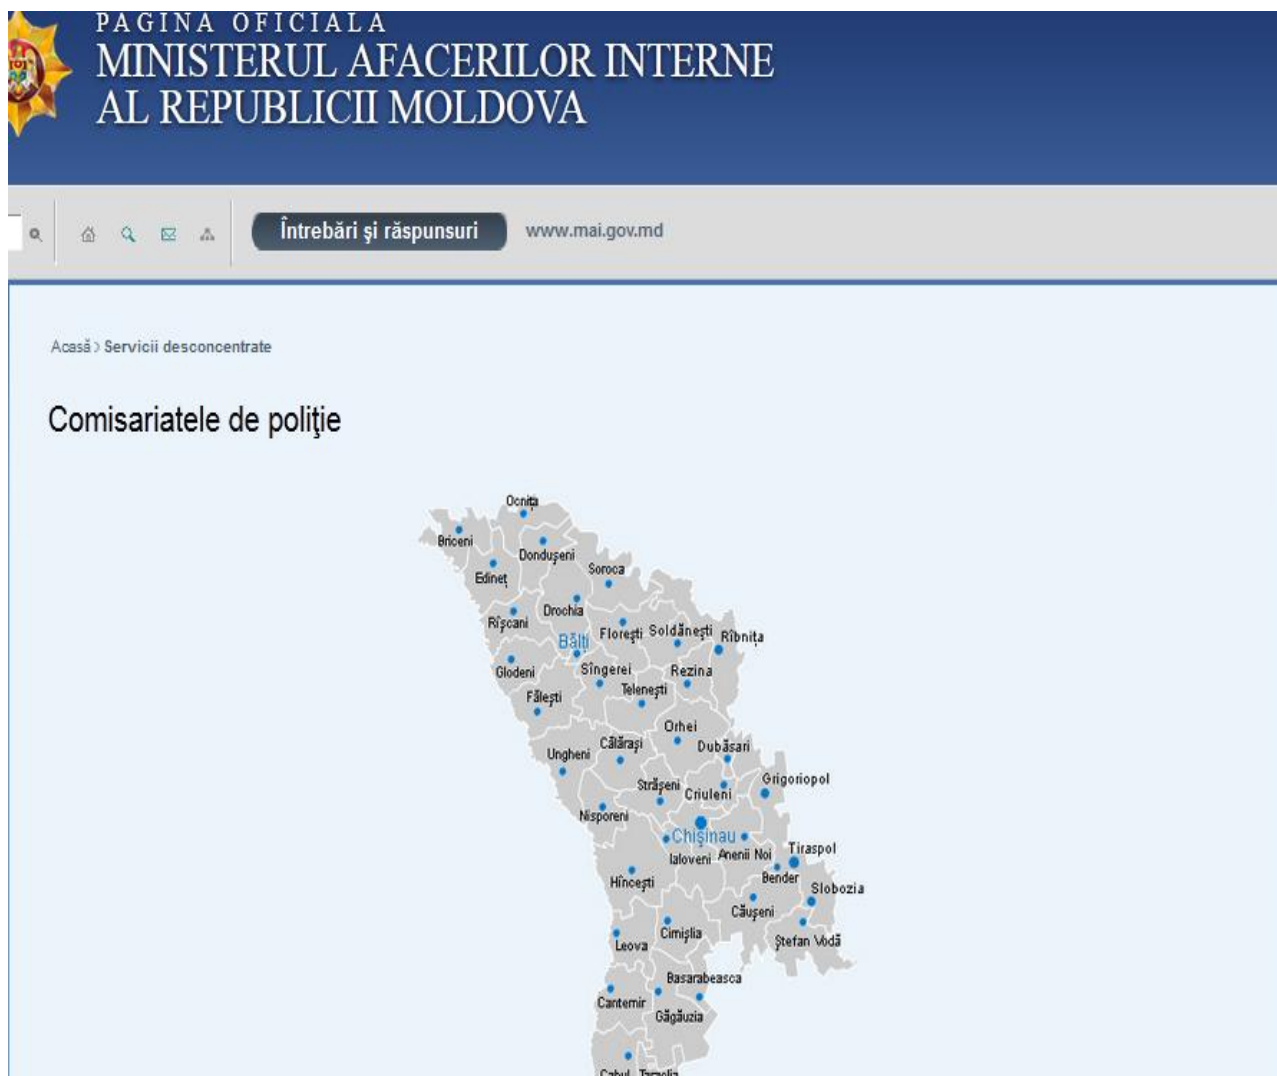 PAGINA OFICIALA
MINISTERUL AFACERILOR INTERNE
AL REPUBLICII MOLDOVA
Întrebări şi răspunsuri
www.mai.gov.md
Acasă > Servicii desconcentrate
Comisariatele de poliţie
Ocniţa
Briceni
Donduşeni
Edineţ
Soroca
Drochia
Rîşcani
Floreşti
Soldăneşti
Rîbniţa
Bălţi
Glodeni
Sîngerei
Rezina
Teleneşti
Făleşti
Orhei
Ungheni
Călăraşi
Dubăsari
Străşeni
Criuleni
Grigoriopol
Nisporeni
Chişinau
Ialoveni
Anenii Noi
Tiraspol
Hînceşti
Bender
Slobozia
Căuşeni
Cimişlia
Leova
Ştefan Vodă
Basarabeasca
Cantemir
Găgăuzia
Cahul
Taraclia